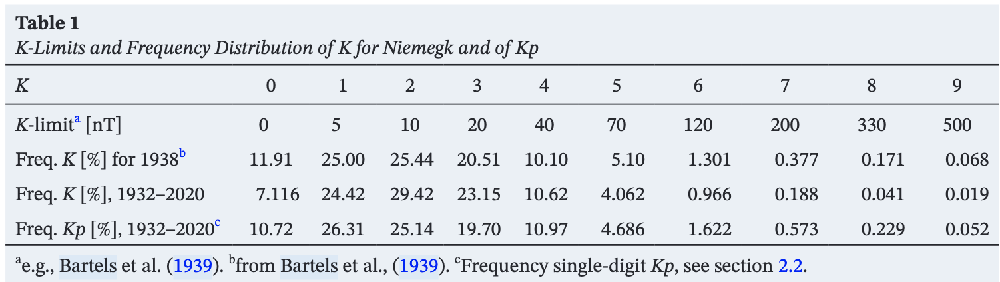 Table 1
K-Limits and Frequency Distribution of K for Niemegk and of Kp
K 0 1 2 3 4 5 6 7 8 9
K-limitᵃ [nT] 0 5 10 20 40 70 120 200 330 500
Freq. K [%] for 1938ᵇ 11.91 25.00 25.44 20.51 10.10 5.10 1.301 0.377 0.171 0.068
Freq. K [%], 1932–2020 7.116 24.42 29.42 23.15 10.62 4.062 0.966 0.188 0.041 0.019
Freq. Kp [%], 1932–2020ᶜ 10.72 26.31 25.14 19.70 10.97 4.686 1.622 0.573 0.229 0.052
ᵃe.g., Bartels et al. (1939). ᵇfrom Bartels et al., (1939). ᶜFrequency single-digit Kp, see section 2.2.